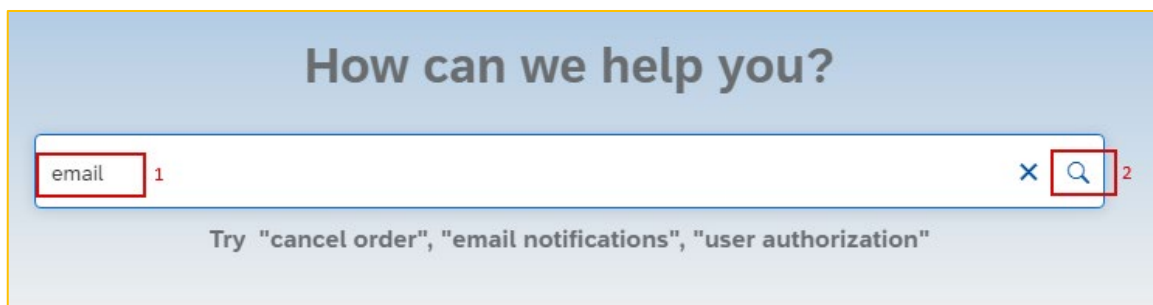 How can we help you?
email 1 2
Try "cancel order", "email notifications", "user authorization"